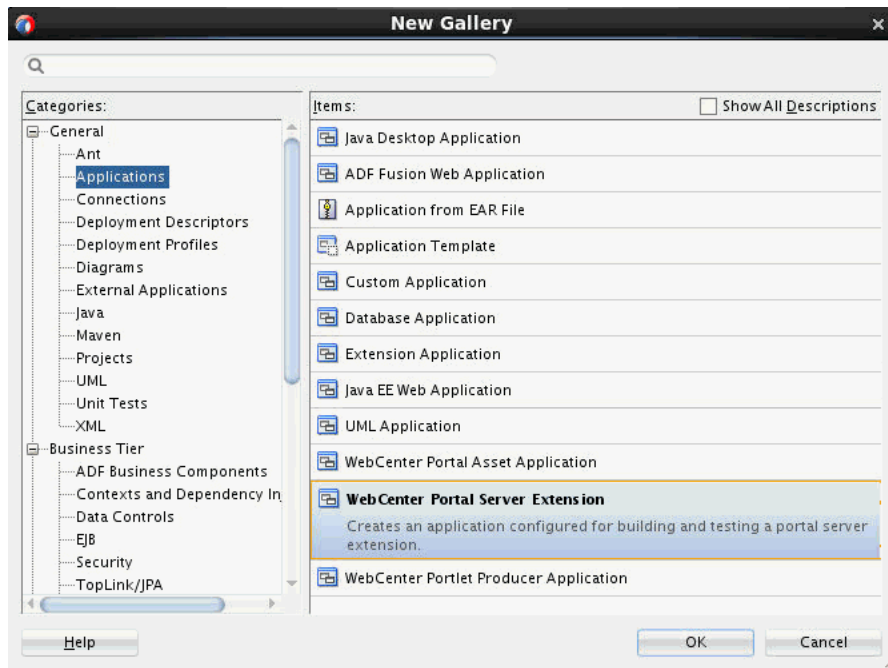 New Gallery
Categories:
General
Ant
Applications
Connections
Deployment Descriptors
Deployment Profiles
Diagrams
External Applications
Java
Maven
Projects
UML
Unit Tests
XML
Business Tier
ADF Business Components
Contexts and Dependency In
Data Controls
EJB
Security
TopLink/JPA
Items:
Show All Descriptions
Java Desktop Application
ADF Fusion Web Application
Application from EAR File
Application Template
Custom Application
Database Application
Extension Application
Java EE Web Application
UML Application
WebCenter Portal Asset Application
WebCenter Portal Server Extension
Creates an application configured for building and testing a portal server
extension.
WebCenter Portlet Producer Application
Help
OK
Cancel